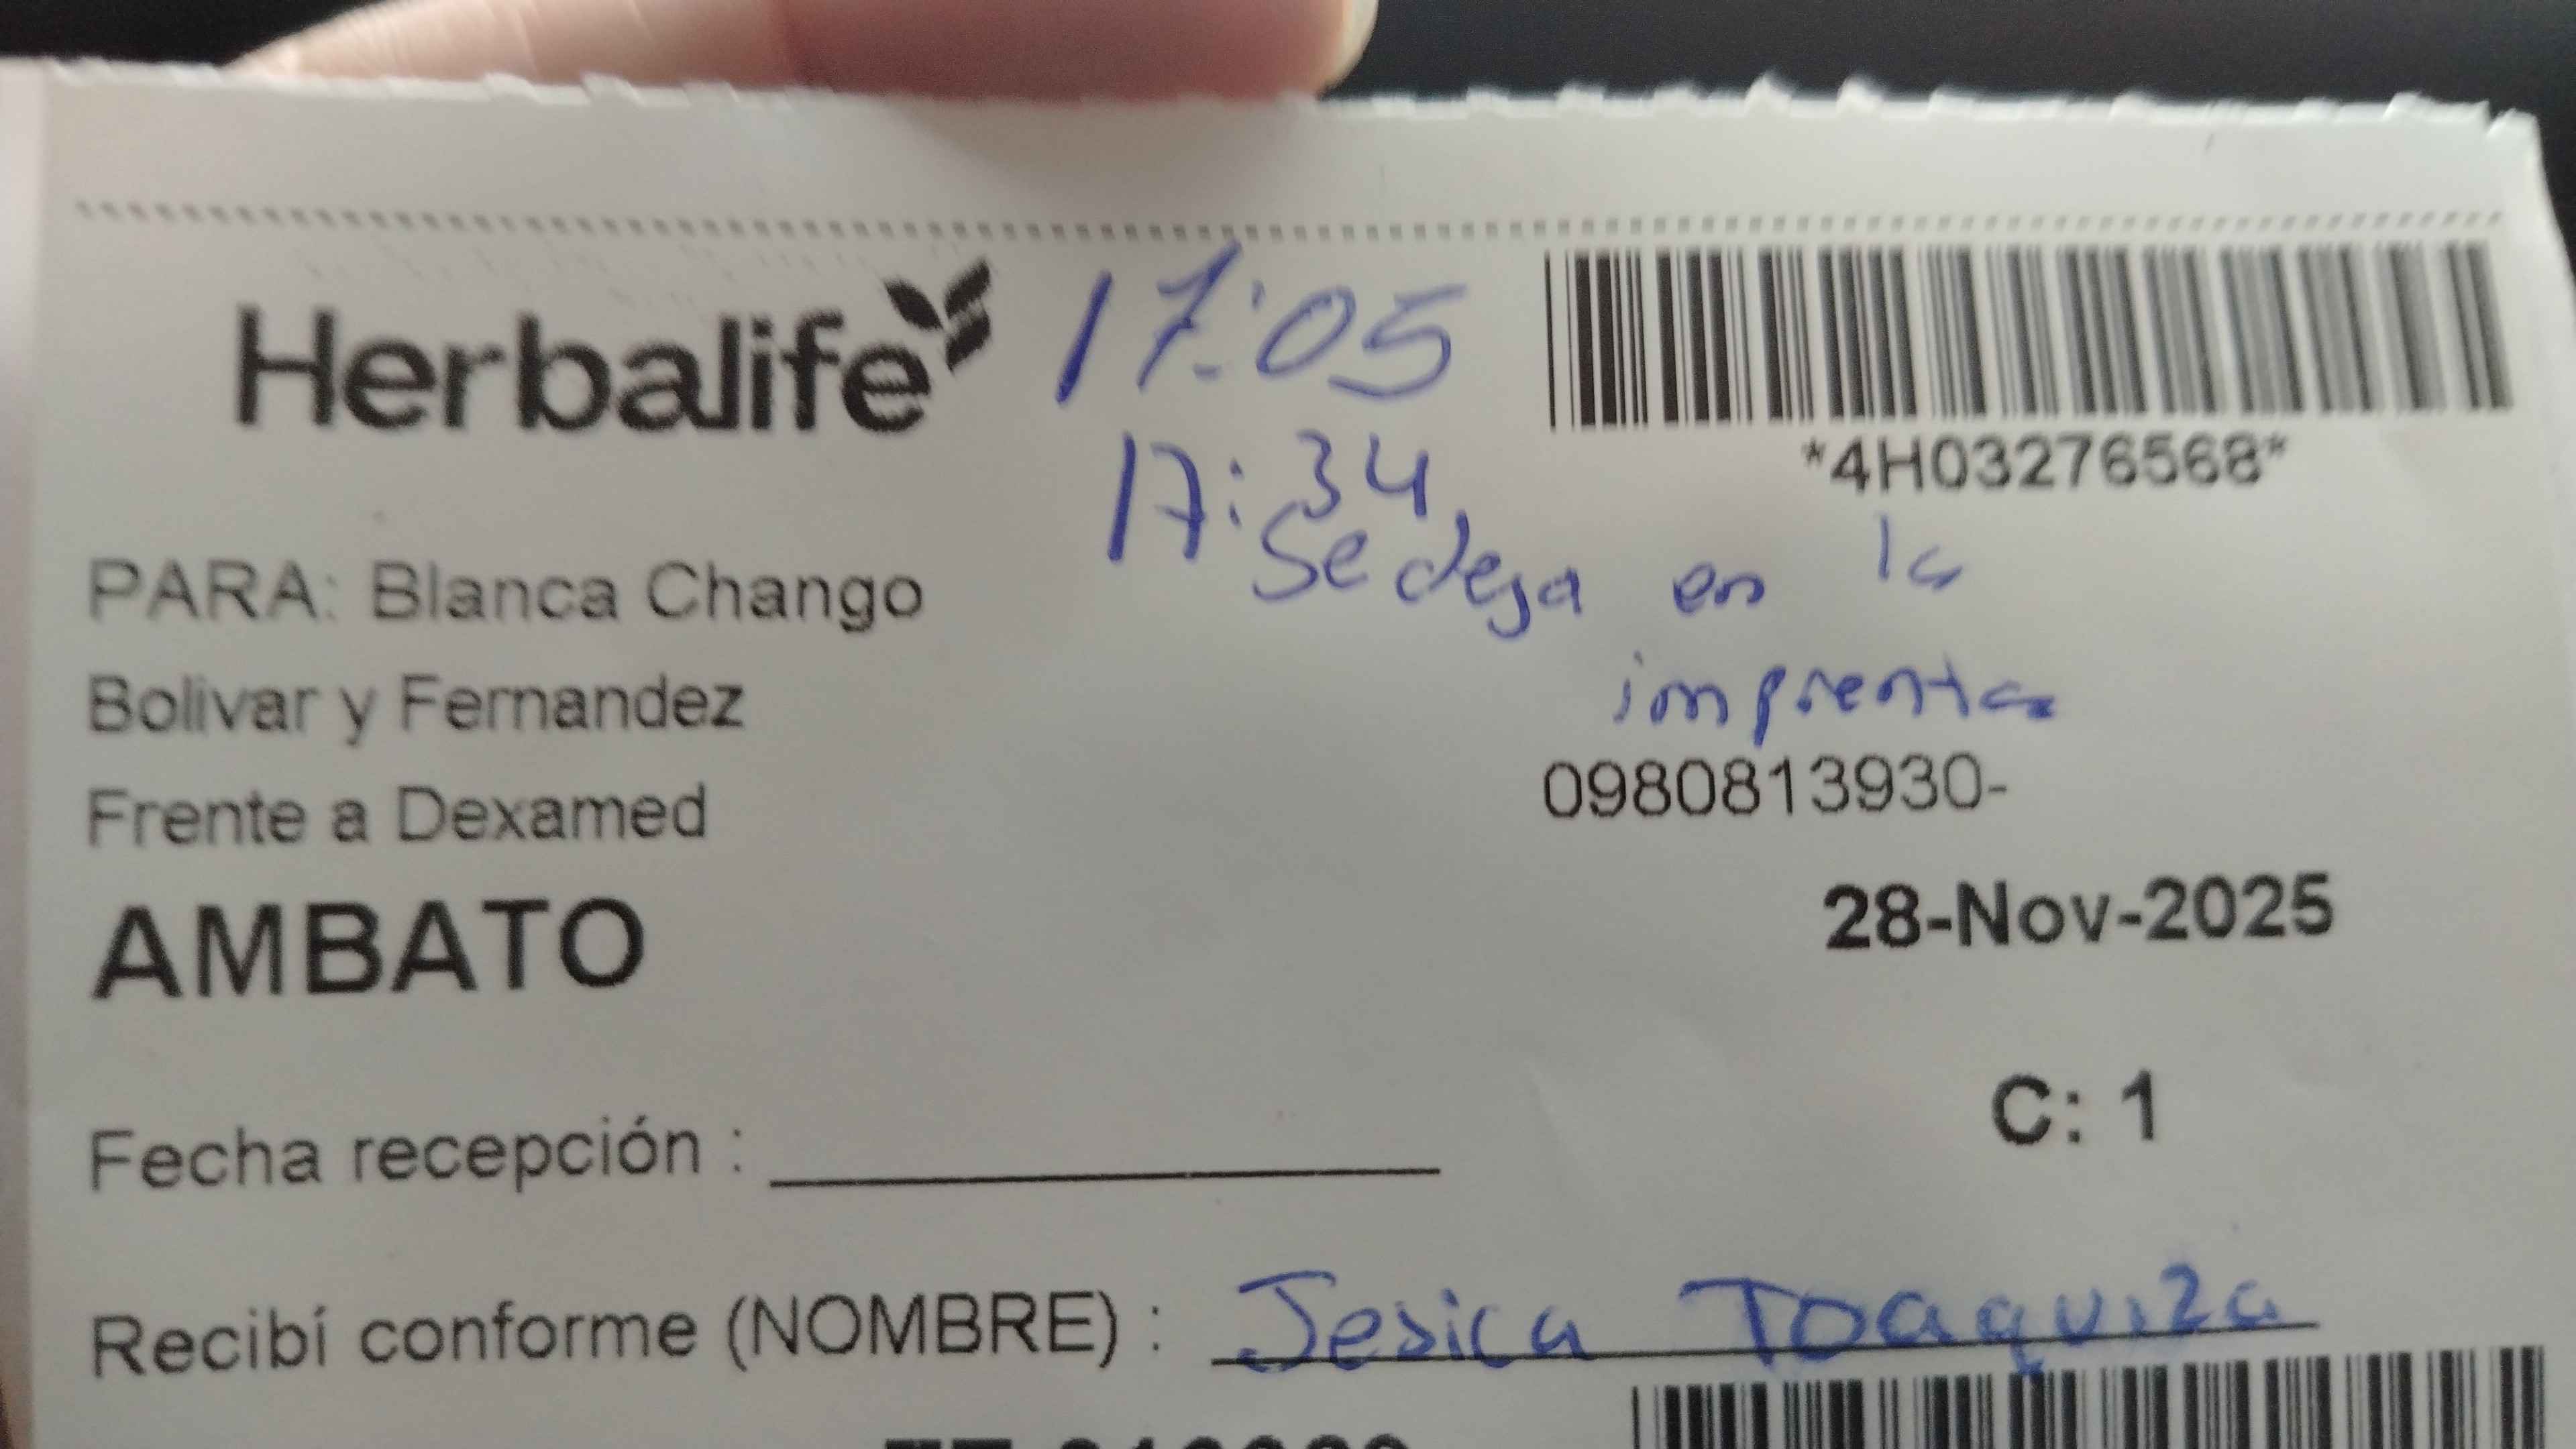 Herbalife
17:05
17:34
*4H03276568*
Se deja en la
imprenta
PARA: Blanca Chango
Bolivar y Fernandez
Frente a Dexamed
0980813930-
AMBATO
28-Nov-2025
C: 1
Fecha recepción :
Recibí conforme (NOMBRE) : Jesica Toaquiza